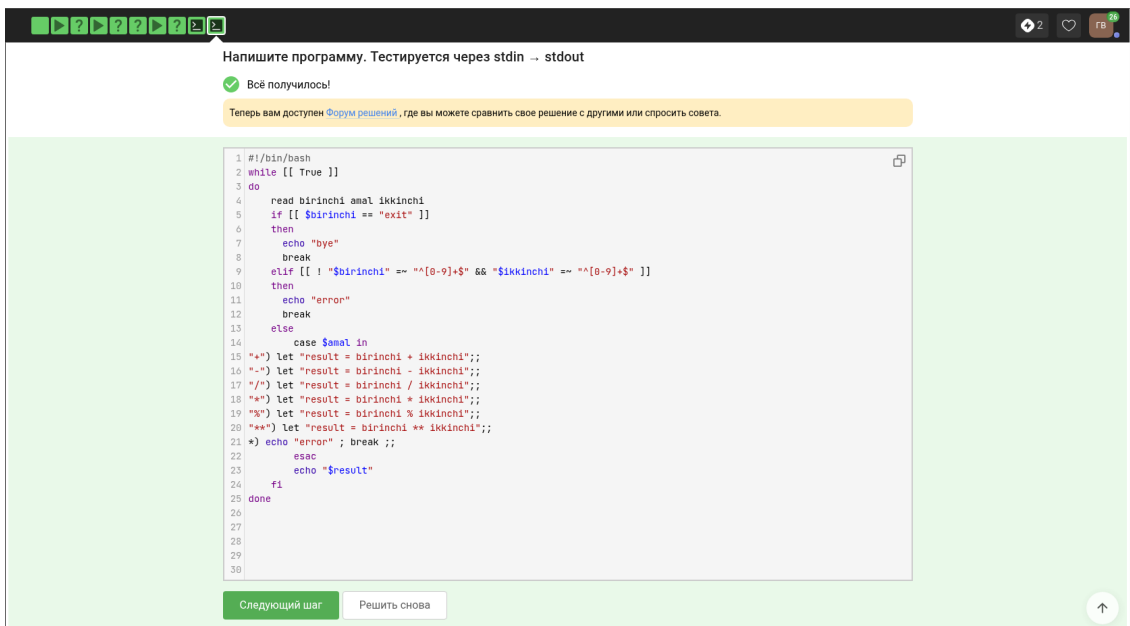 2
ГВ
26
Напишите программу. Тестируется через stdin → stdout
Всё получилось!
Теперь вам доступен Форум решений , где вы можете сравнить свое решение с другими или спросить совета.
1 #!/bin/bash
2 while [[ True ]]
3 do
4     read birinchi amal ikkinchi
5     if [[ $birinchi == "exit" ]]
6     then
7       echo "bye"
8       break
9     elif [[ ! "$birinchi" =~ "^[0-9]+$" && "$ikkinchi" =~ "^[0-9]+$" ]]
10     then
11       echo "error"
12       break
13     else
14         case $amal in
15 "+") let "result = birinchi + ikkinchi";;
16 "-") let "result = birinchi - ikkinchi";;
17 "/") let "result = birinchi / ikkinchi";;
18 "*") let "result = birinchi * ikkinchi";;
19 "%") let "result = birinchi % ikkinchi";;
20 "**") let "result = birinchi ** ikkinchi";;
21 *) echo "error" ; break ;;
22         esac
23         echo "$result"
24     fi
25 done
26
27
28
29
30
Следующий шаг Решить снова